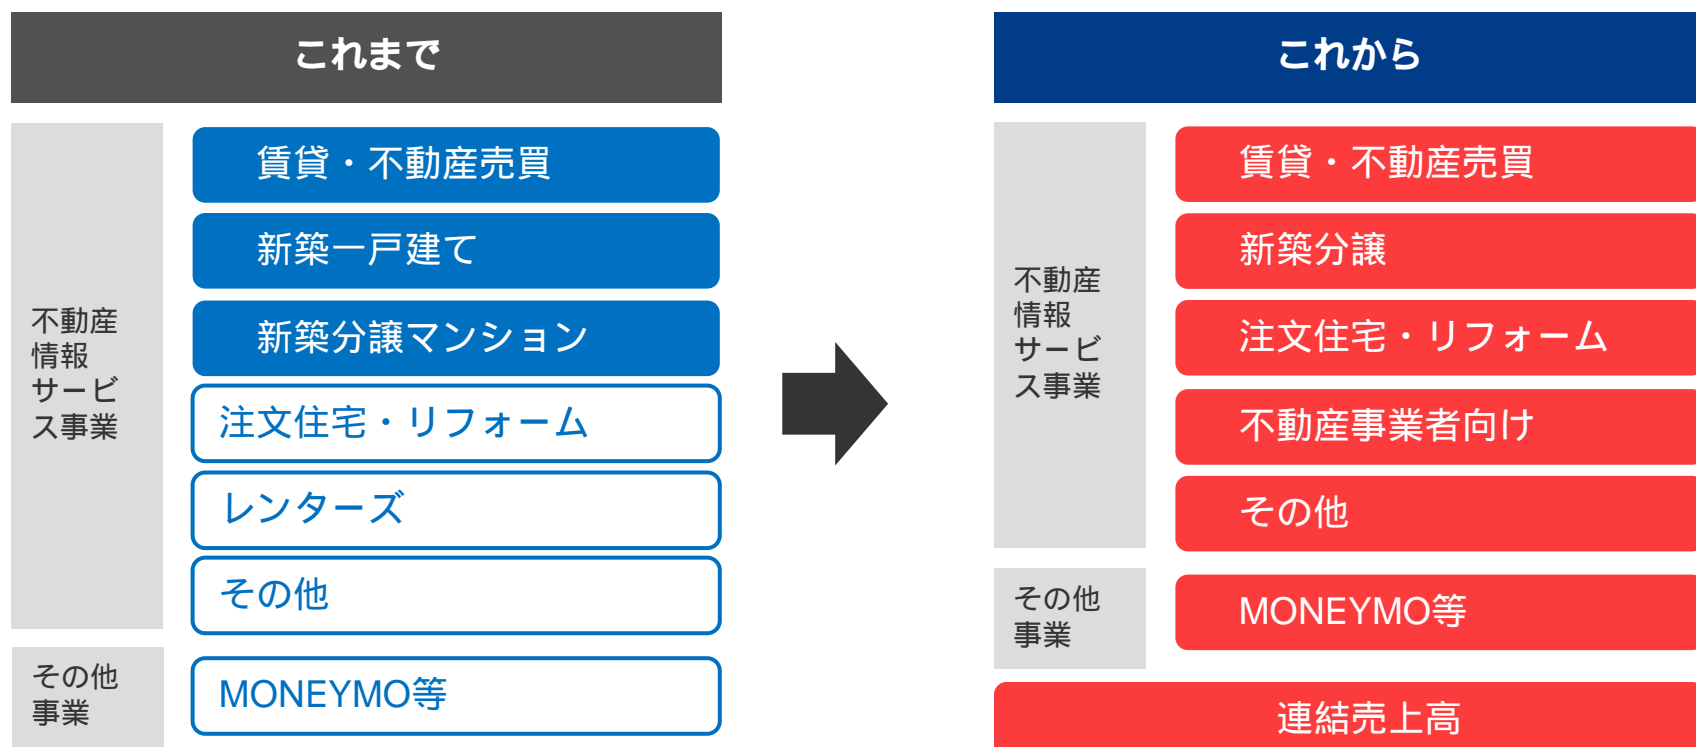 これまで
不動産
情報
サービ
ス事業
賃貸・不動産売買
新築一戸建て
新築分譲マンション
注文住宅・リフォーム
レンターズ
その他
その他
事業
MONEYMO等
これから
不動産
情報
サービ
ス事業
賃貸・不動産売買
新築分譲
注文住宅・リフォーム
不動産事業者向け
その他
その他
事業
MONEYMO等
連結売上高